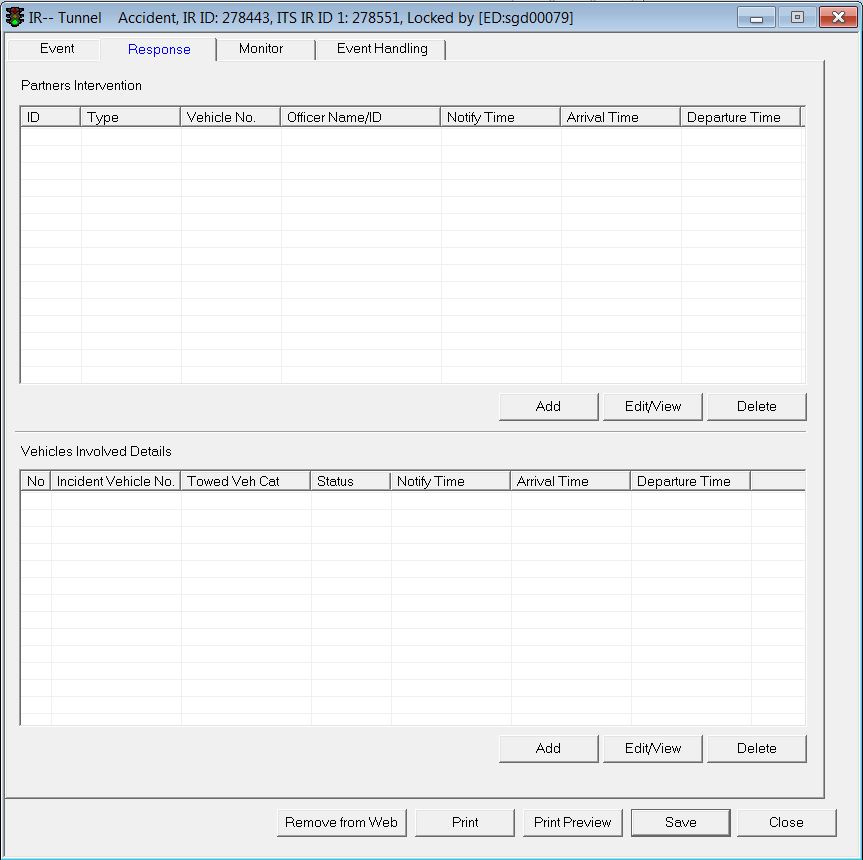 IR-- Tunnel Accident, IR ID: 278443, ITS IR ID 1: 278551, Locked by [ED:sgd00079]
Event Response Monitor Event Handling
Partners Intervention
ID Type Vehicle No. Officer Name/ID Notify Time Arrival Time Departure Time
Add Edit/View Delete
Vehicles Involved Details
No Incident Vehicle No. Towed Veh Cat Status Notify Time Arrival Time Departure Time
Add Edit/View Delete
Remove from Web Print Print Preview Save Close